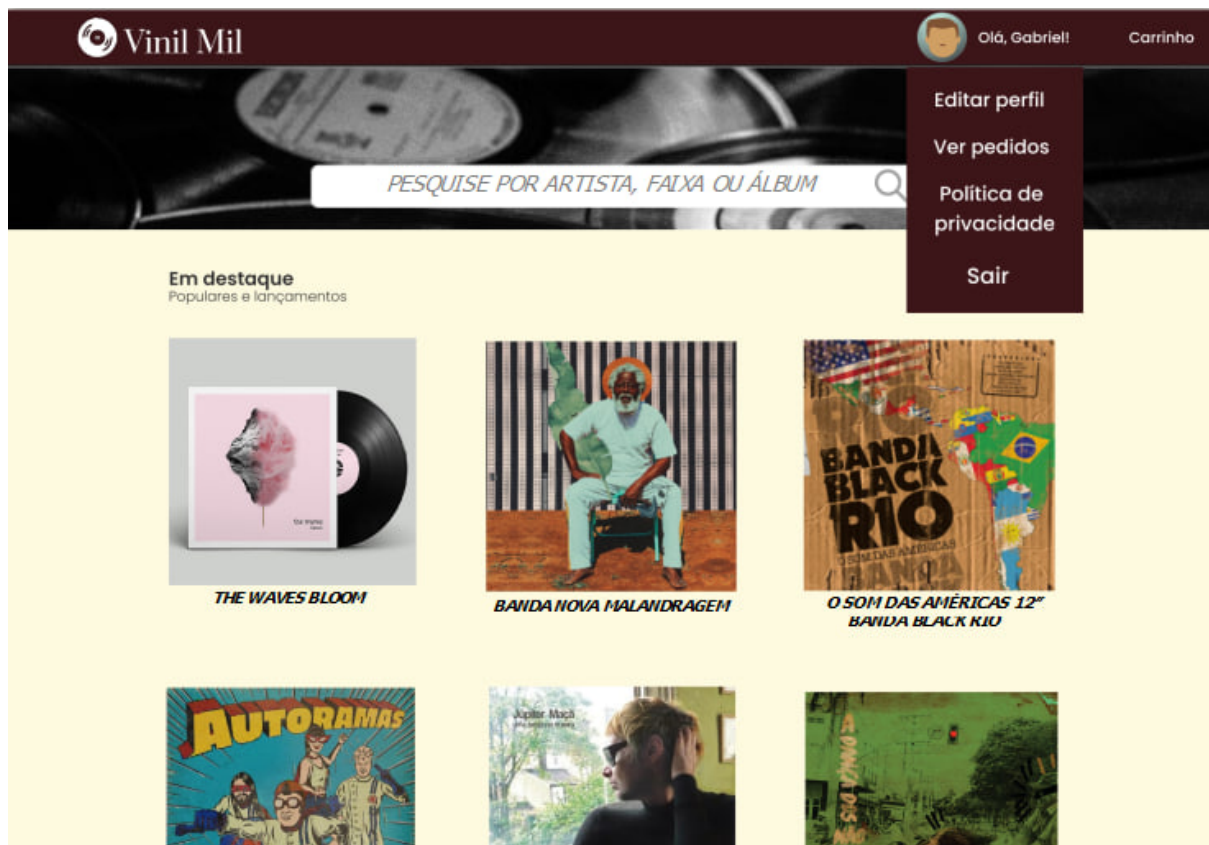 Vinil Mil
Olá, Gabriel!
Carrinho
Editar perfil
Ver pedidos
Política de
privacidade
Sair
PESQUISE POR ARTISTA, FAIXA OU ÁLBUM
Em destaque
Populares e lançamentos
BANDA
BLACK
RIO
O SOM DAS AMÉRICAS
BANDA
THE WAVES BLOOM
BANDA NOVA MALANDRAGEM
O SOM DAS AMÉRICAS 12”
BANDA BLACK RIO
AUTORAMAS
Júpiter Maçã